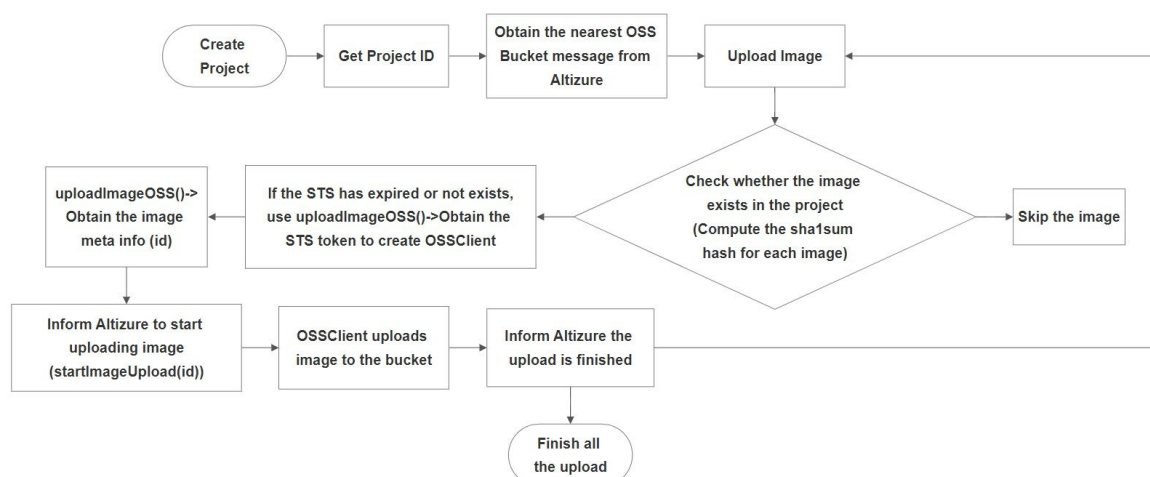 Create
Project
Get Project ID
Obtain the nearest OSS
Bucket message from
Altizure
Upload Image
Check whether the image
exists in the project
(Compute the sha1sum
hash for each image)
Skip the image
If the STS has expired or not exists,
use uploadImageOSS()->Obtain the
STS token to create OSSClient
uploadImageOSS()->
Obtain the image
meta info (id)
Inform Altizure to start
uploading image
(startImageUpload(id))
OSSClient uploads
image to the bucket
Inform Altizure the
upload is finished
Finish all
the upload